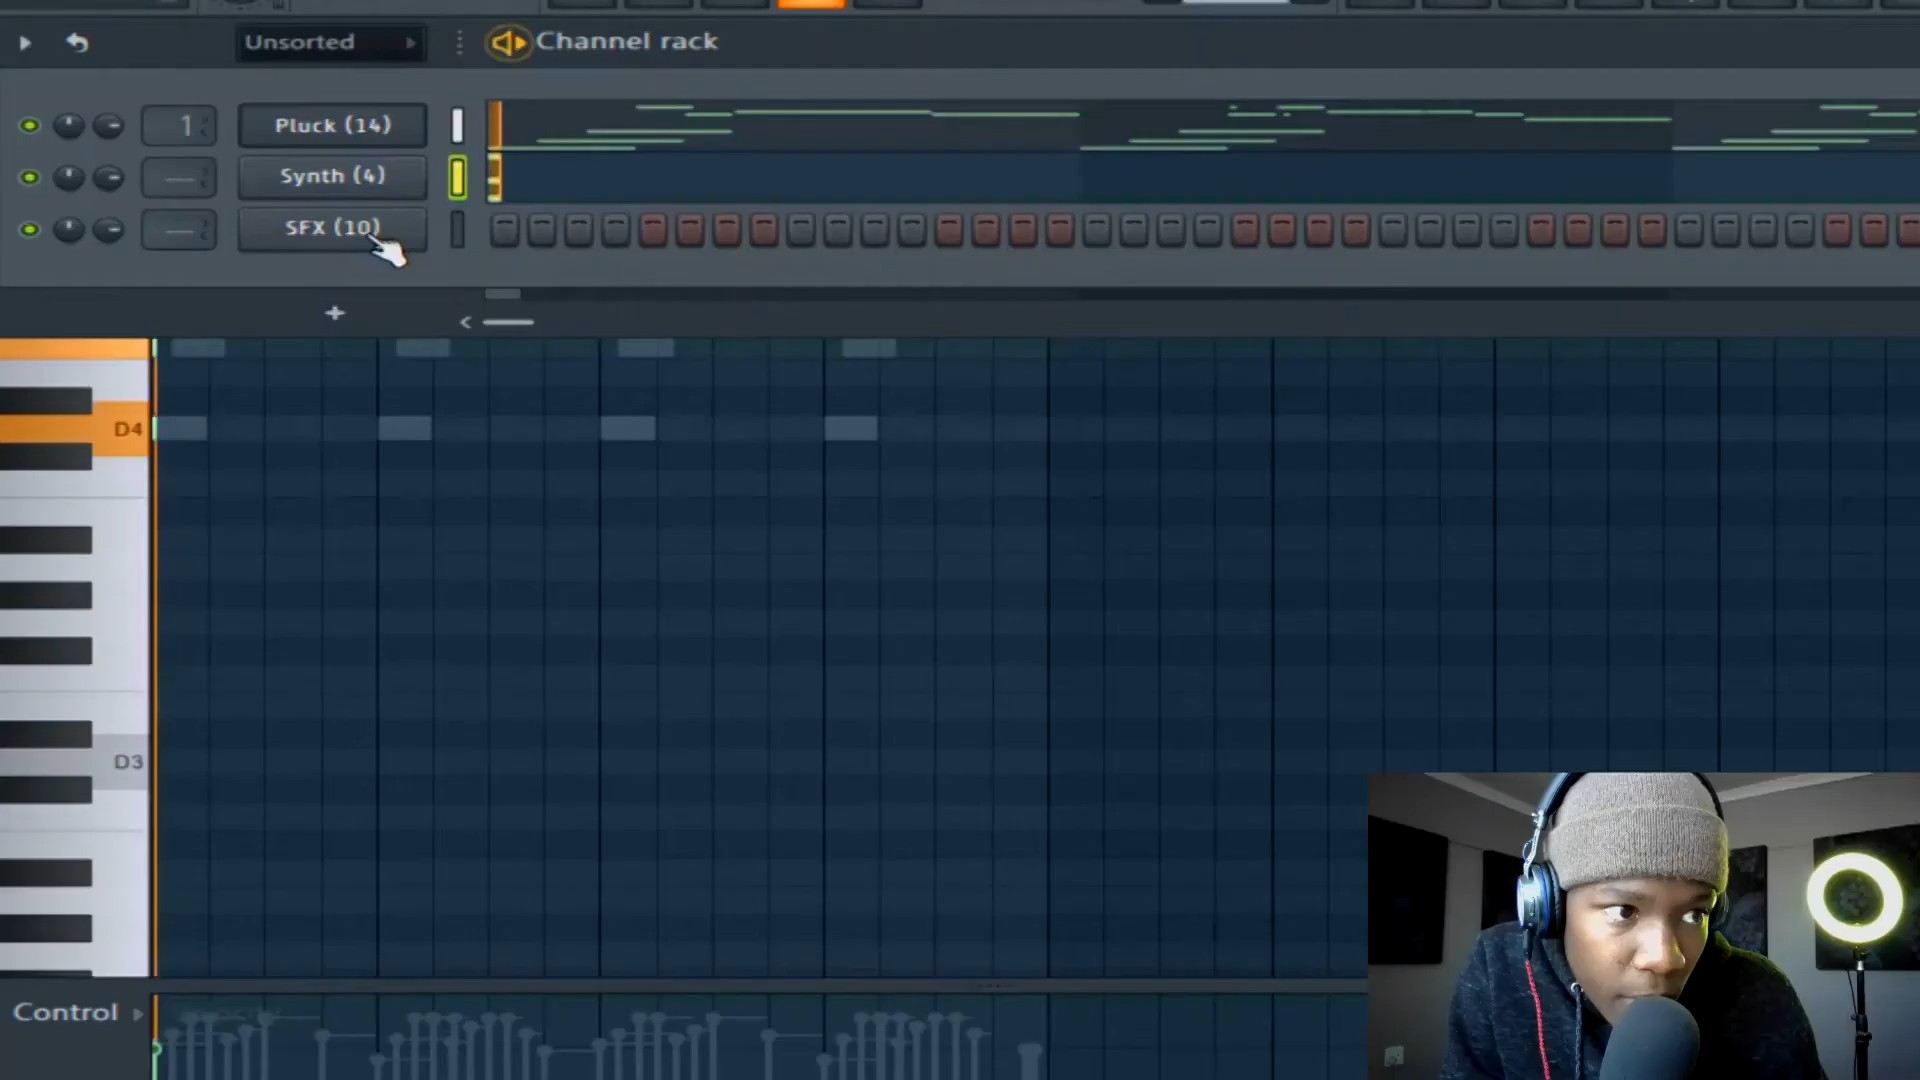 Unsorted
Channel rack
1
Pluck (14)
Synth (4)
SFX (10)
D4
D3
Control